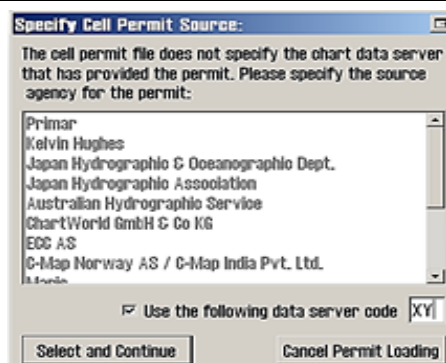 Specify Cell Permit Source:
The cell permit file does not specify the chart data server
that has provided the permit. Please specify the source
agency for the permit:
Primar
Kelvin Hughes
Japan Hydrographic & Oceanographic Dept.
Japan Hydrographic Association
Australian Hydrographic Service
ChartWorld GmbH & Co KG
ECC AS
C-Map Norway AS / C-Map India Pvt. Ltd.
Use the following data server code XY
Select and Continue
Cancel Permit Loading